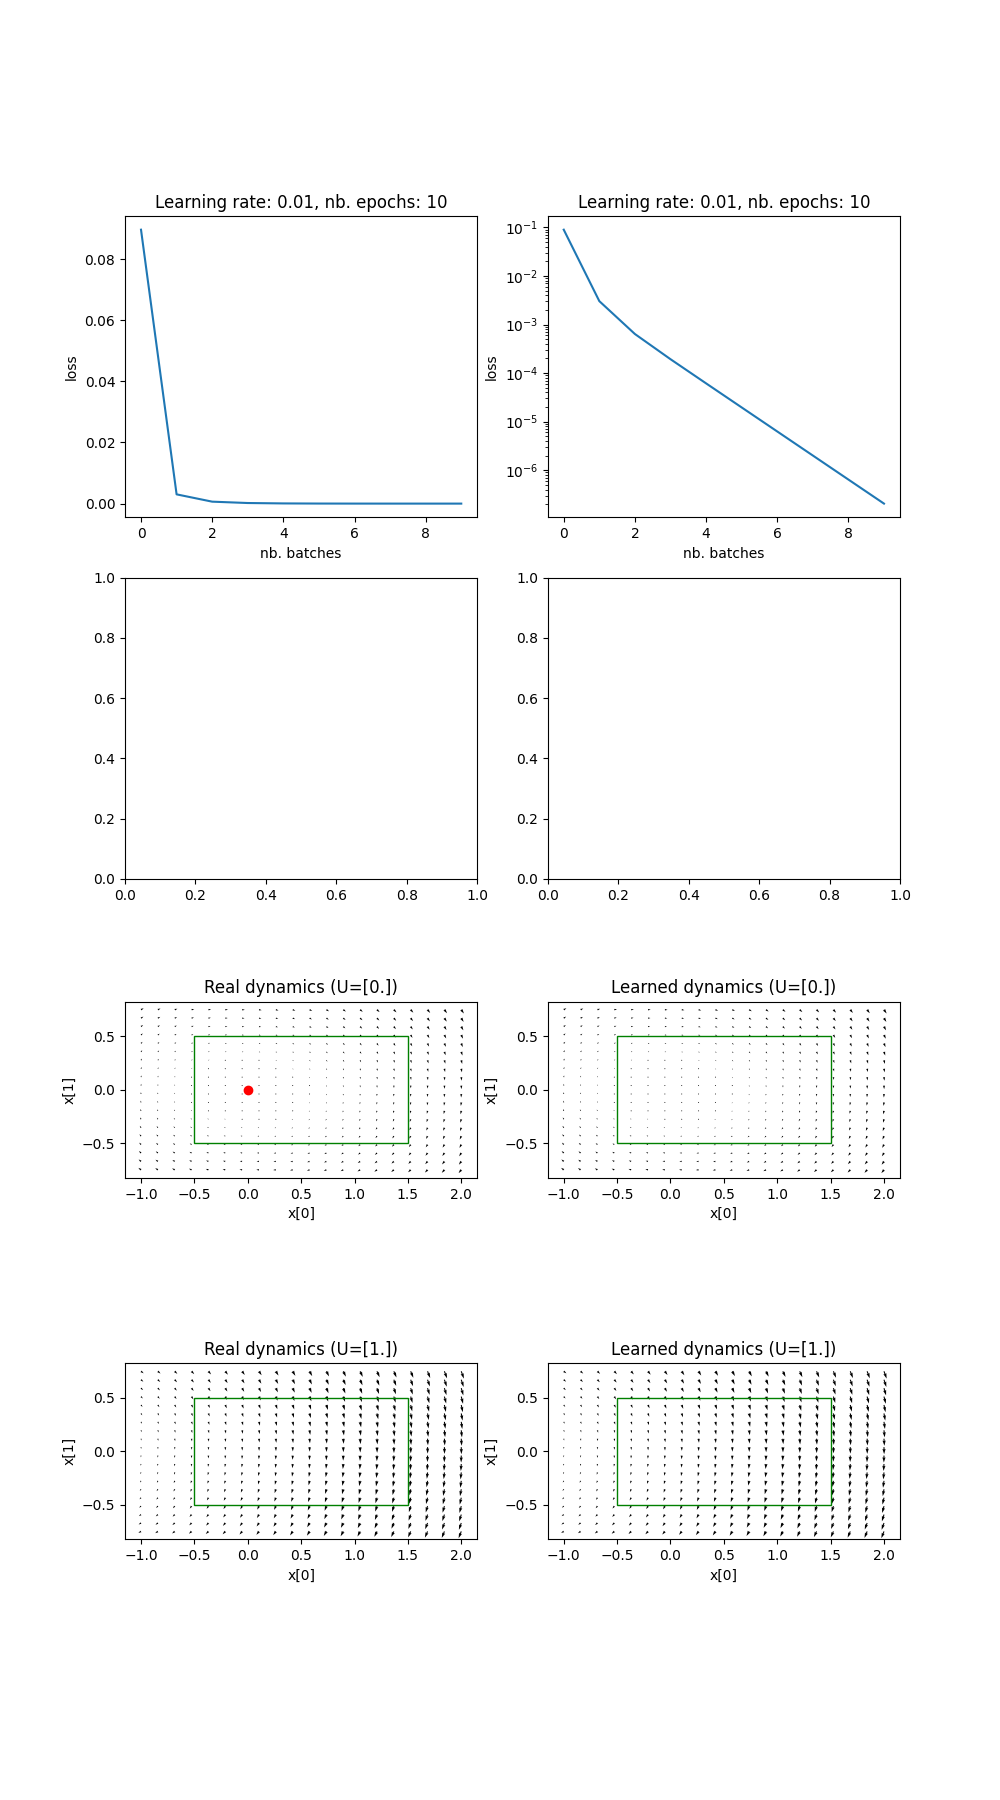 Learning rate: 0.01, nb. epochs: 10
Learning rate: 0.01, nb. epochs: 10
0.08
0.06
0.04
0.02
0.00
loss
0 2 4 6 8
nb. batches
10⁻¹
10⁻²
10⁻³
10⁻⁴
10⁻⁵
10⁻⁶
loss
0 2 4 6 8
nb. batches
1.0
0.8
0.6
0.4
0.2
0.0
0.0 0.2 0.4 0.6 0.8 1.0
1.0
0.8
0.6
0.4
0.2
0.0
0.0 0.2 0.4 0.6 0.8 1.0
Real dynamics (U=[0.])
0.5
0.0
−0.5
x[1]
−1.0 −0.5 0.0 0.5 1.0 1.5 2.0
x[0]
Learned dynamics (U=[0.])
0.5
0.0
−0.5
x[1]
−1.0 −0.5 0.0 0.5 1.0 1.5 2.0
x[0]
Real dynamics (U=[1.])
0.5
0.0
−0.5
x[1]
−1.0 −0.5 0.0 0.5 1.0 1.5 2.0
x[0]
Learned dynamics (U=[1.])
0.5
0.0
−0.5
x[1]
−1.0 −0.5 0.0 0.5 1.0 1.5 2.0
x[0]